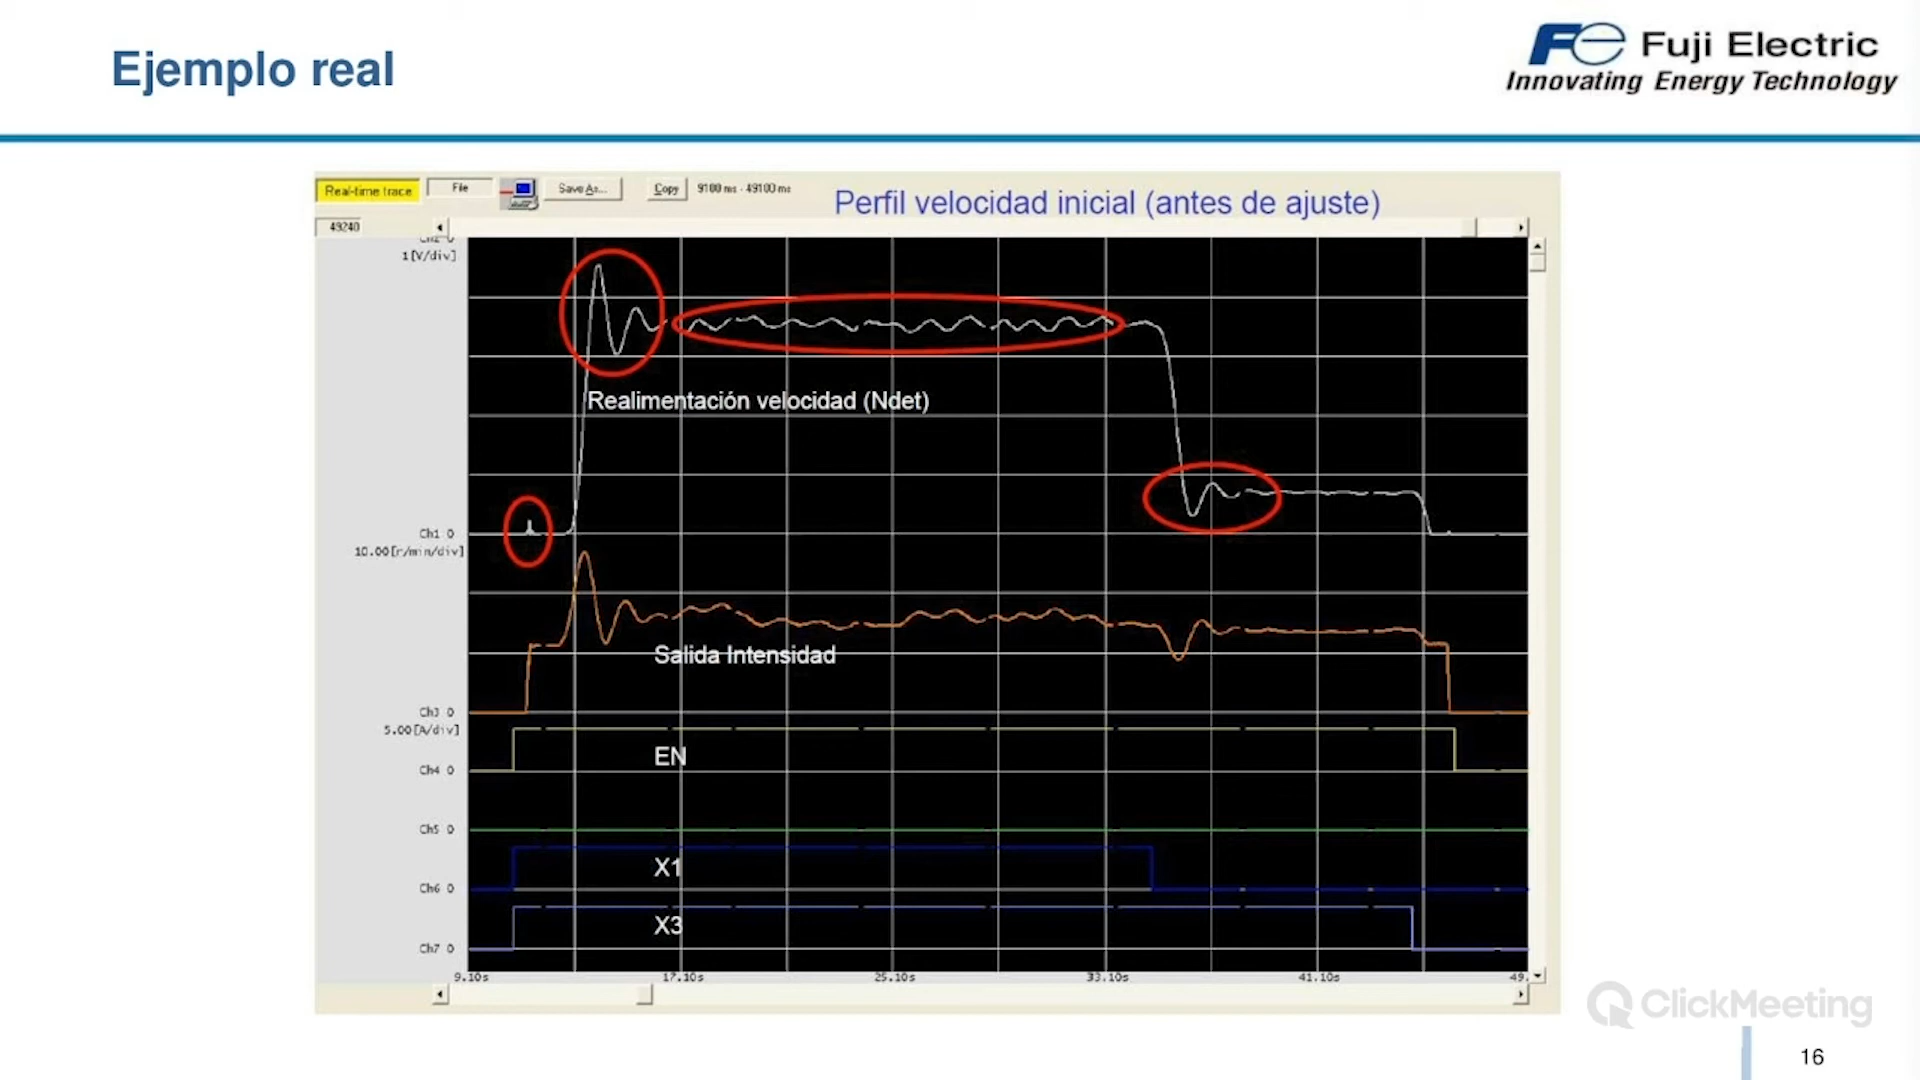 Ejemplo real
Fuji Electric
Innovating Energy Technology
Real-time trace
File
Save As...
Copy
9100 ms - 49100 ms
Perfil velocidad inicial (antes de ajuste)
49240
1[V/div]
Realimentación velocidad (Ndet)
Ch1 0
10.00[r/min/div]
Salida Intensidad
Ch3 0
5.00[A/div]
EN
Ch4 0
Ch5 0
X1
Ch6 0
X3
Ch7 0
9.10s 17.10s 25.10s 33.10s 41.10s 49.
ClickMeeting
16